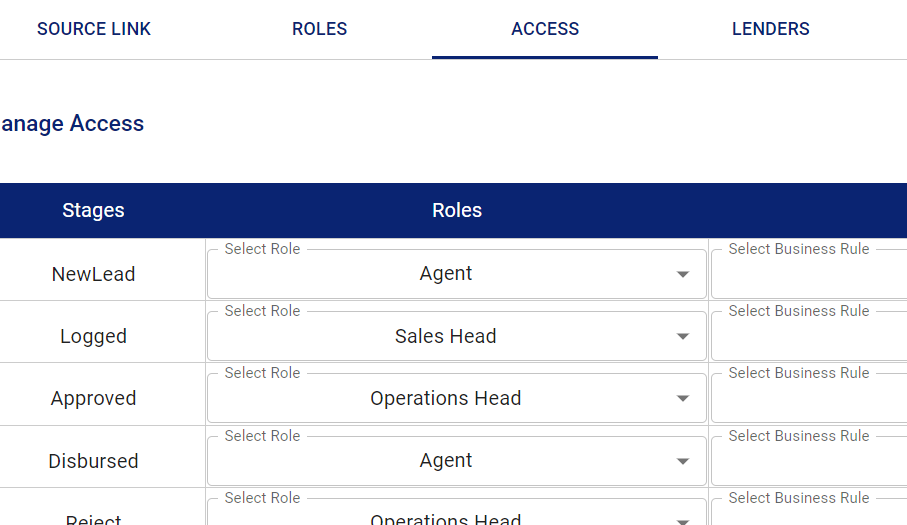 SOURCE LINK ROLES ACCESS LENDERS
anage Access
Stages Roles
Select Role Select Business Rule
NewLead Agent
Select Role Select Business Rule
Logged Sales Head
Select Role Select Business Rule
Approved Operations Head
Select Role Select Business Rule
Disbursed Agent
Select Role Select Business Rule
Reject Operations Head